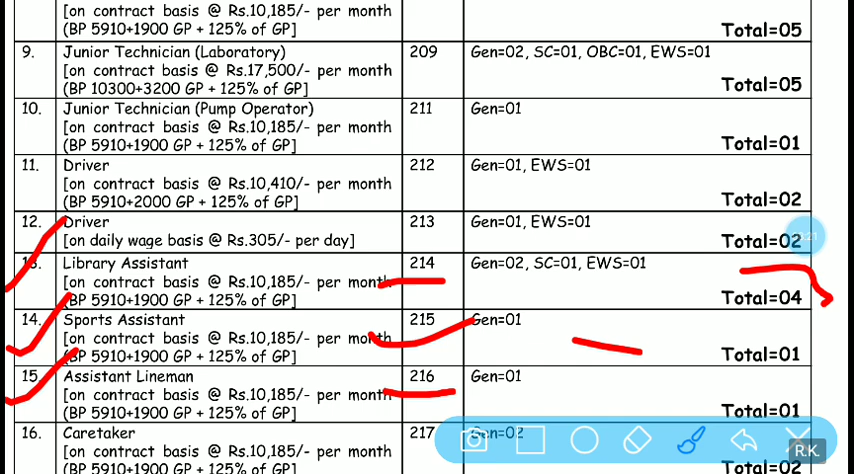 [on contract basis @ Rs.10,185/- per month
(BP 5910+1900 GP + 125% of GP]
Total=05
9. Junior Technician (Laboratory) 209 Gen=02, SC=01, OBC=01, EWS=01
[on contract basis @ Rs.17,500/- per month
(BP 10300+3200 GP + 125% of GP] Total=05
10. Junior Technician (Pump Operator) 211 Gen=01
[on contract basis @ Rs.10,185/- per month
(BP 5910+1900 GP + 125% of GP] Total=01
11. Driver 212 Gen=01, EWS=01
[on contract basis @ Rs.10,410/- per month
(BP 5910+2000 GP + 125% of GP] Total=02
12. Driver 213 Gen=01, EWS=01
[on daily wage basis @ Rs.305/- per day] Total=02
13. Library Assistant 214 Gen=02, SC=01, EWS=01
[on contract basis @ Rs.10,185/- per month
(BP 5910+1900 GP + 125% of GP] Total=04
14. Sports Assistant 215 Gen=01
[on contract basis @ Rs.10,185/- per month
(BP 5910+1900 GP + 125% of GP] Total=01
15. Assistant Lineman 216 Gen=01
[on contract basis @ Rs.10,185/- per month
(BP 5910+1900 GP + 125% of GP] Total=01
16. Caretaker 217 Gen=02
[on contract basis @ Rs.10,185/- per month
(BP 5910+1900 GP + 125% of GP] Total=02
R.K.